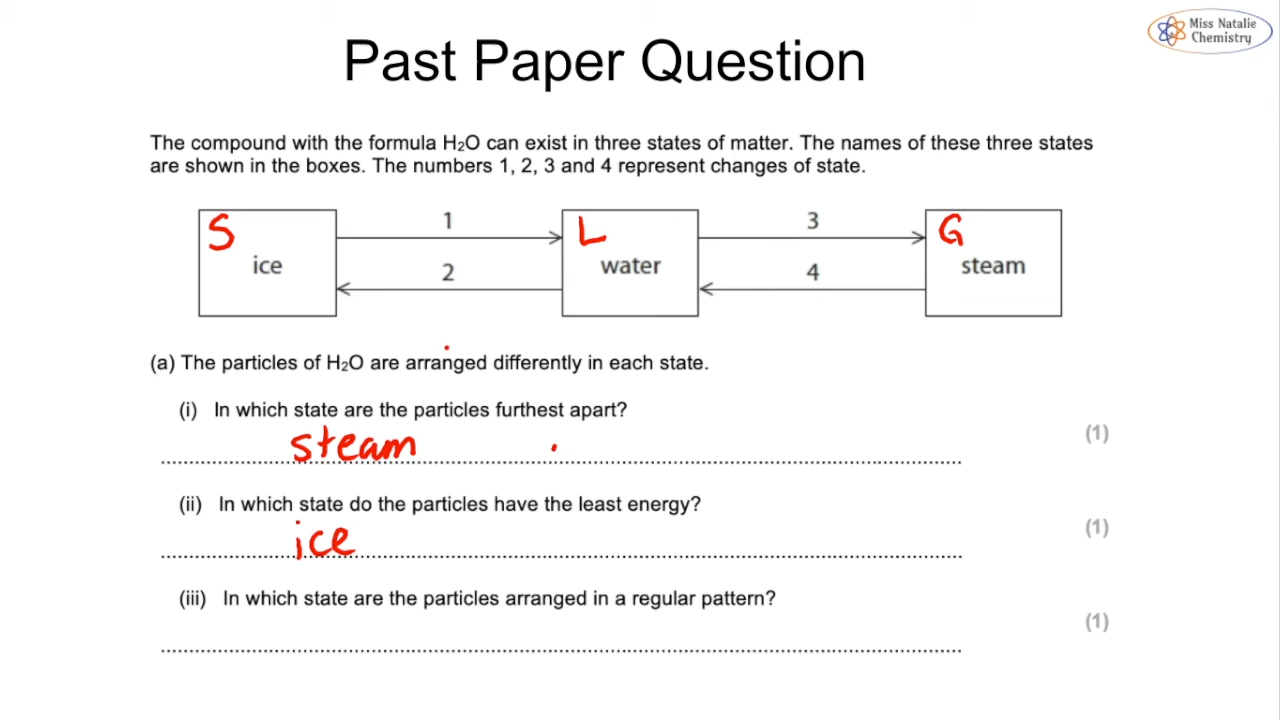 Miss Natalie
Chemistry
Past Paper Question
The compound with the formula H₂O can exist in three states of matter. The names of these three states
are shown in the boxes. The numbers 1, 2, 3 and 4 represent changes of state.
S 1 L 3 G
ice 2 water 4 steam
(a) The particles of H₂O are arranged differently in each state.
(i) In which state are the particles furthest apart?
(1)
steam
(ii) In which state do the particles have the least energy?
(1)
ice
(iii) In which state are the particles arranged in a regular pattern?
(1)